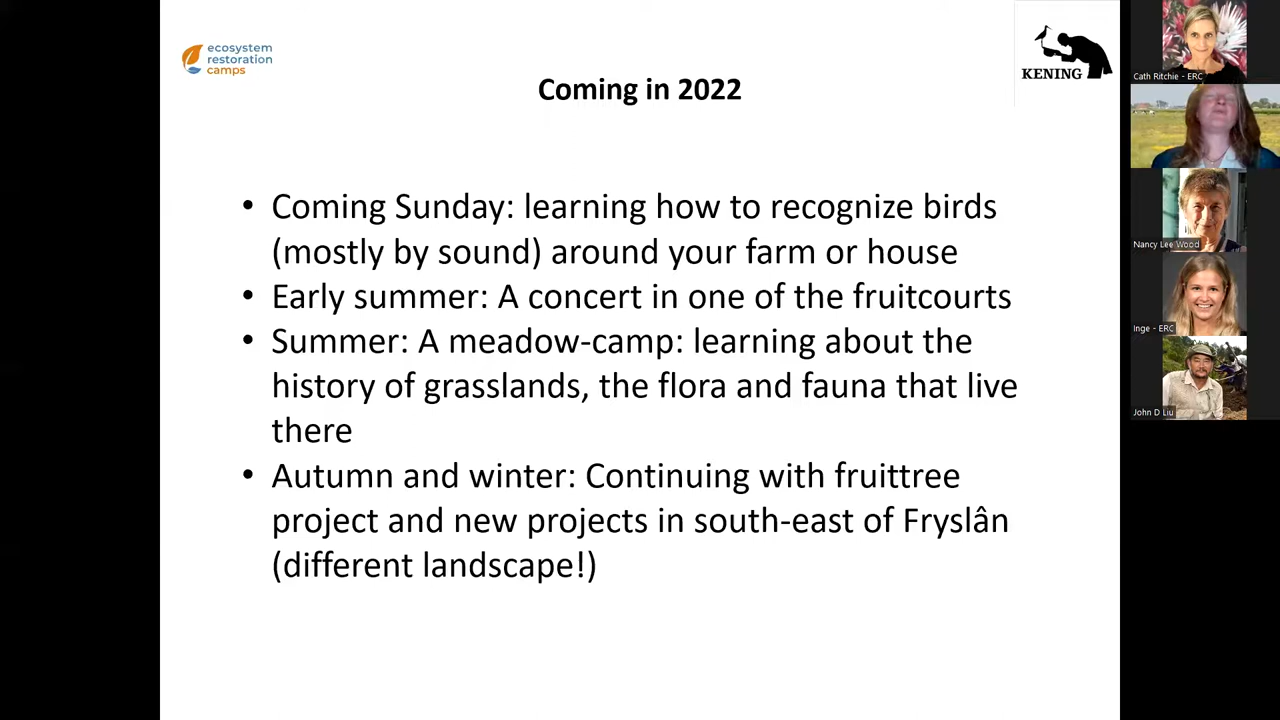 ecosystem
restoration
camps
KENING
Coming in 2022
• Coming Sunday: learning how to recognize birds
(mostly by sound) around your farm or house
• Early summer: A concert in one of the fruitcourts
• Summer: A meadow-camp: learning about the
history of grasslands, the flora and fauna that live
there
• Autumn and winter: Continuing with fruittree
project and new projects in south-east of Fryslân
(different landscape!)
Cath Ritchie - ERC
Nancy Lee Wood
Inge - ERC
John D Liu